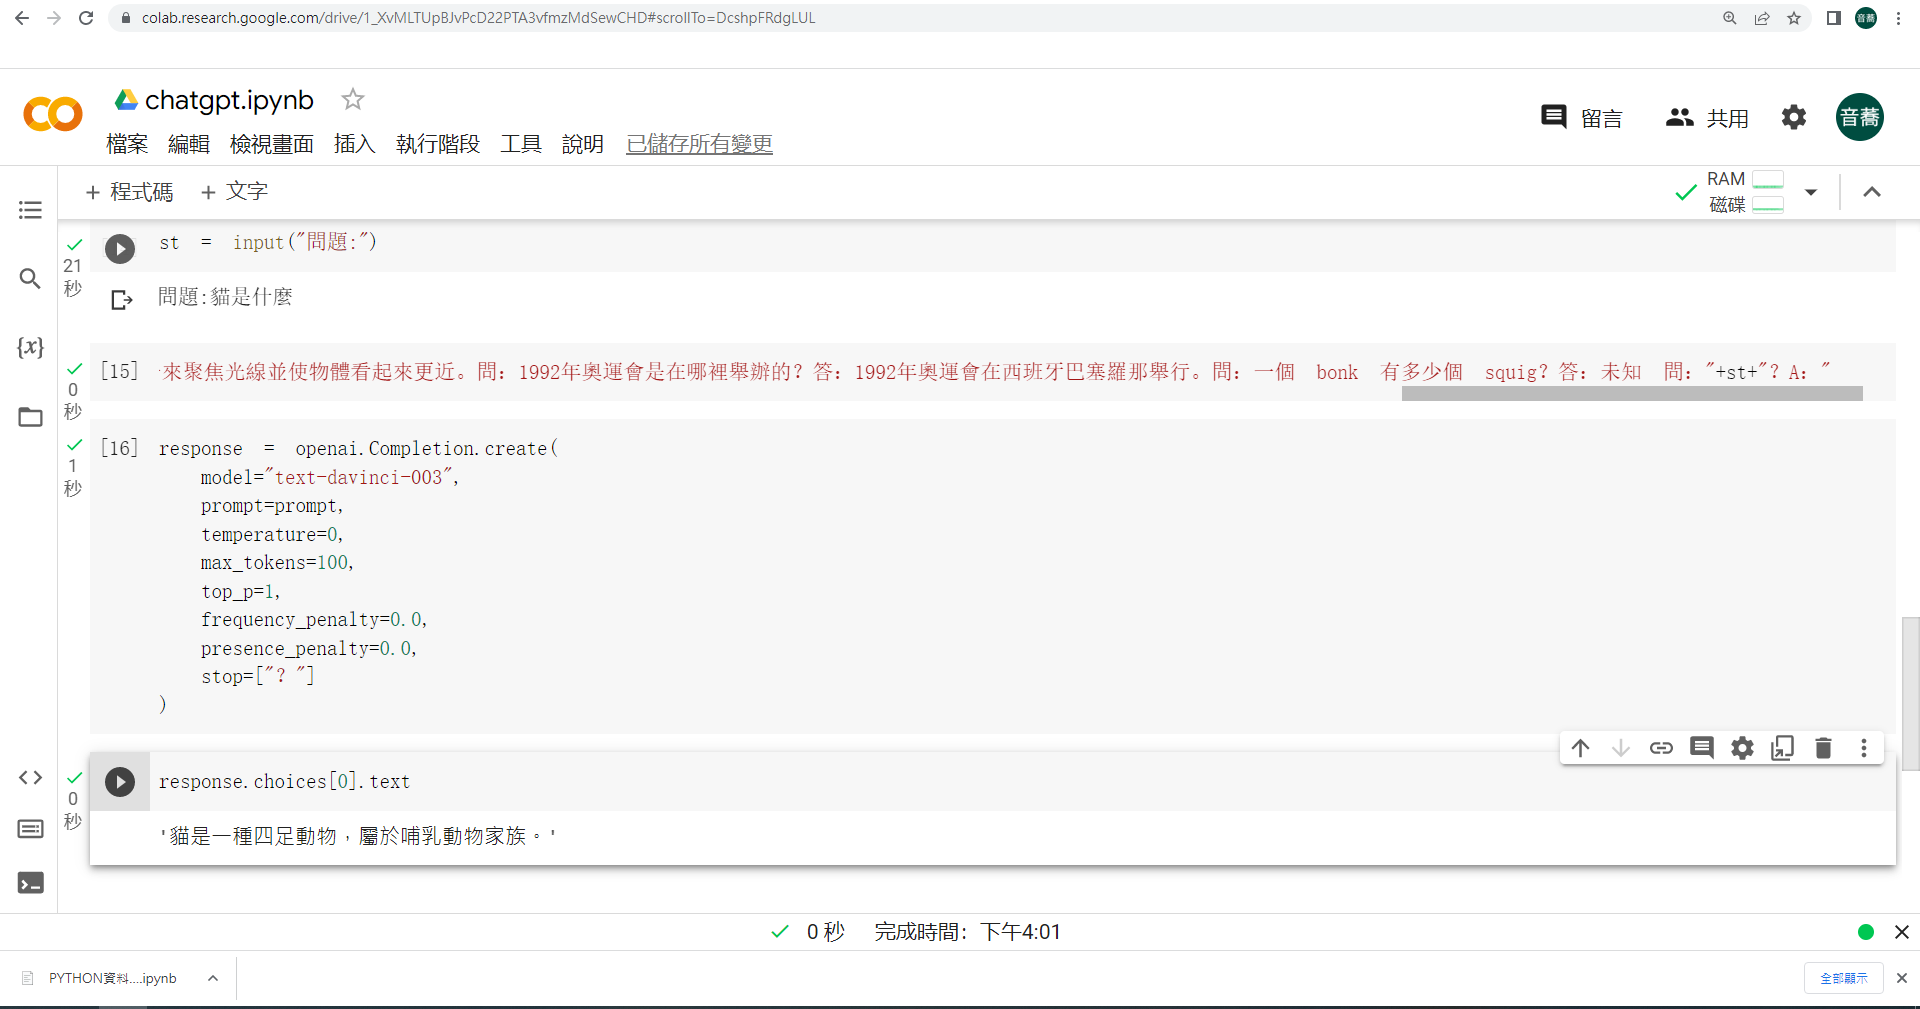 colab.research.google.com/drive/1_XvMLTUpBJvPcD22PTA3vfmzMdSewCHD#scrollTo=DcshpFRdgLUL
音蕎
chatgpt.ipynb
留言
共用
音蕎
檔案 編輯 檢視畫面 插入 執行階段 工具 說明 已儲存所有變更
+ 程式碼 + 文字
RAM
磁碟
st = input("問題:")
21
秒
問題:貓是什麼
[15] 來聚焦光線並使物體看起來更近。問：1992年奧運會是在哪裡舉辦的？答：1992年奧運會在西班牙巴塞羅那舉行。問：一個 bonk 有多少個 squig？答：未知 問："+st+"？A："
0
秒
[16] response = openai.Completion.create(
1
秒
model="text-davinci-003",
prompt=prompt,
temperature=0,
max_tokens=100,
top_p=1,
frequency_penalty=0.0,
presence_penalty=0.0,
stop=["？"]
)
response.choices[0].text
0
秒
'貓是一種四足動物，屬於哺乳動物家族。'
0 秒 完成時間：下午4:01
PYTHON資料....ipynb
全部顯示